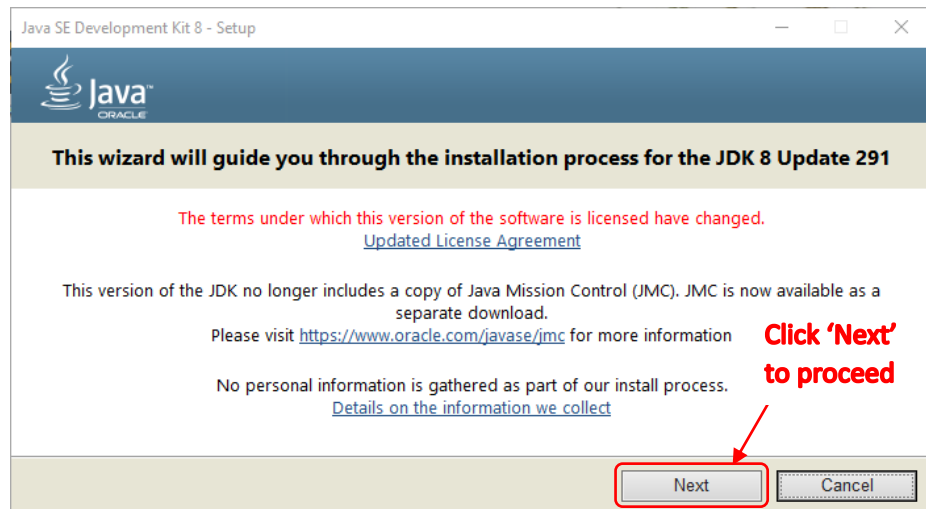 Java SE Development Kit 8 - Setup
Java™
ORACLE
This wizard will guide you through the installation process for the JDK 8 Update 291
The terms under which this version of the software is licensed have changed.
Updated License Agreement
This version of the JDK no longer includes a copy of Java Mission Control (JMC). JMC is now available as a
separate download.
Please visit https://www.oracle.com/javase/jmc for more information
Click ‘Next’
to proceed
No personal information is gathered as part of our install process.
Details on the information we collect
Next
Cancel